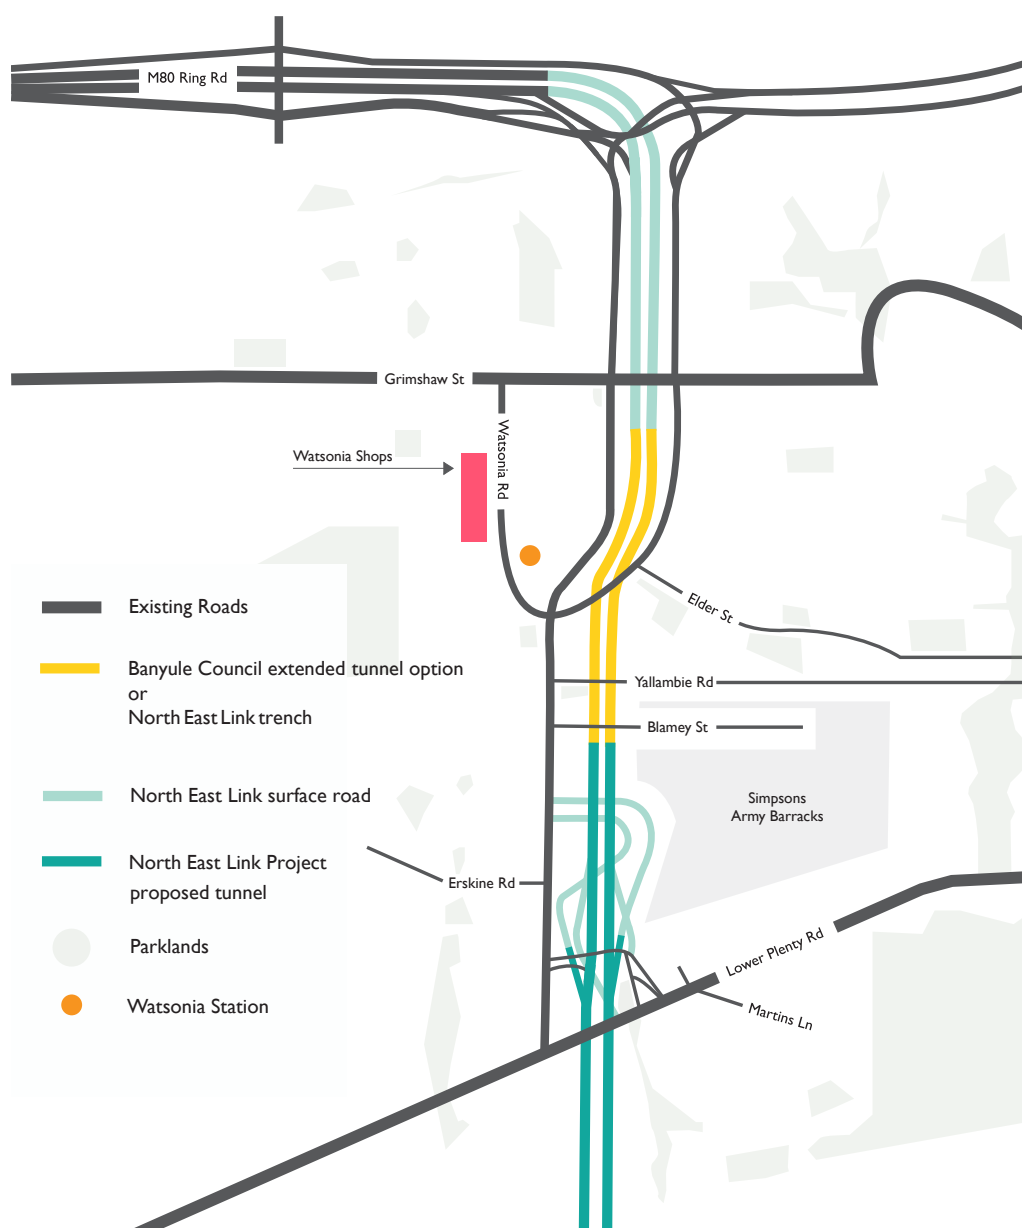 M80 Ring Rd
Grimshaw St
Watsonia Shops
Watsonia Rd
Existing Roads
Elder St
Banyule Council extended tunnel option
or
North East Link trench
Yallambie Rd
Blamey St
North East Link surface road
Simpsons
Army Barracks
North East Link Project
proposed tunnel
Erskine Rd
Parklands
Lower Plenty Rd
Watsonia Station
Martins Ln